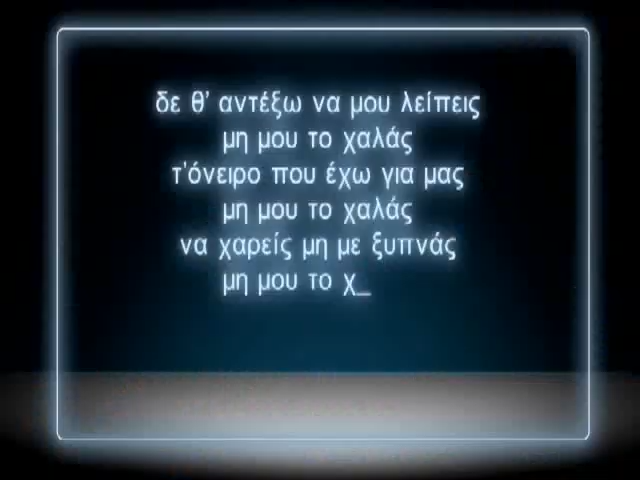 δε θ' αντέξω να μου λείπεις
μη μου το χαλάς
τ'όνειρο που έχω για μας
μη μου το χαλάς
να χαρείς μη με ξυπνάς
μη μου το χ_